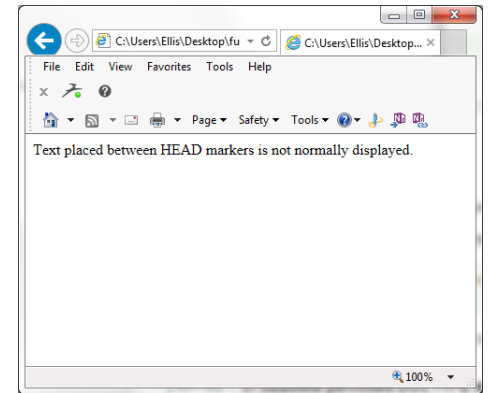 C:\Users\Ellis\Desktop\fu
C:\Users\Ellis\Desktop...
File Edit View Favorites Tools Help
Page Safety Tools
Text placed between HEAD markers is not normally displayed.
100%